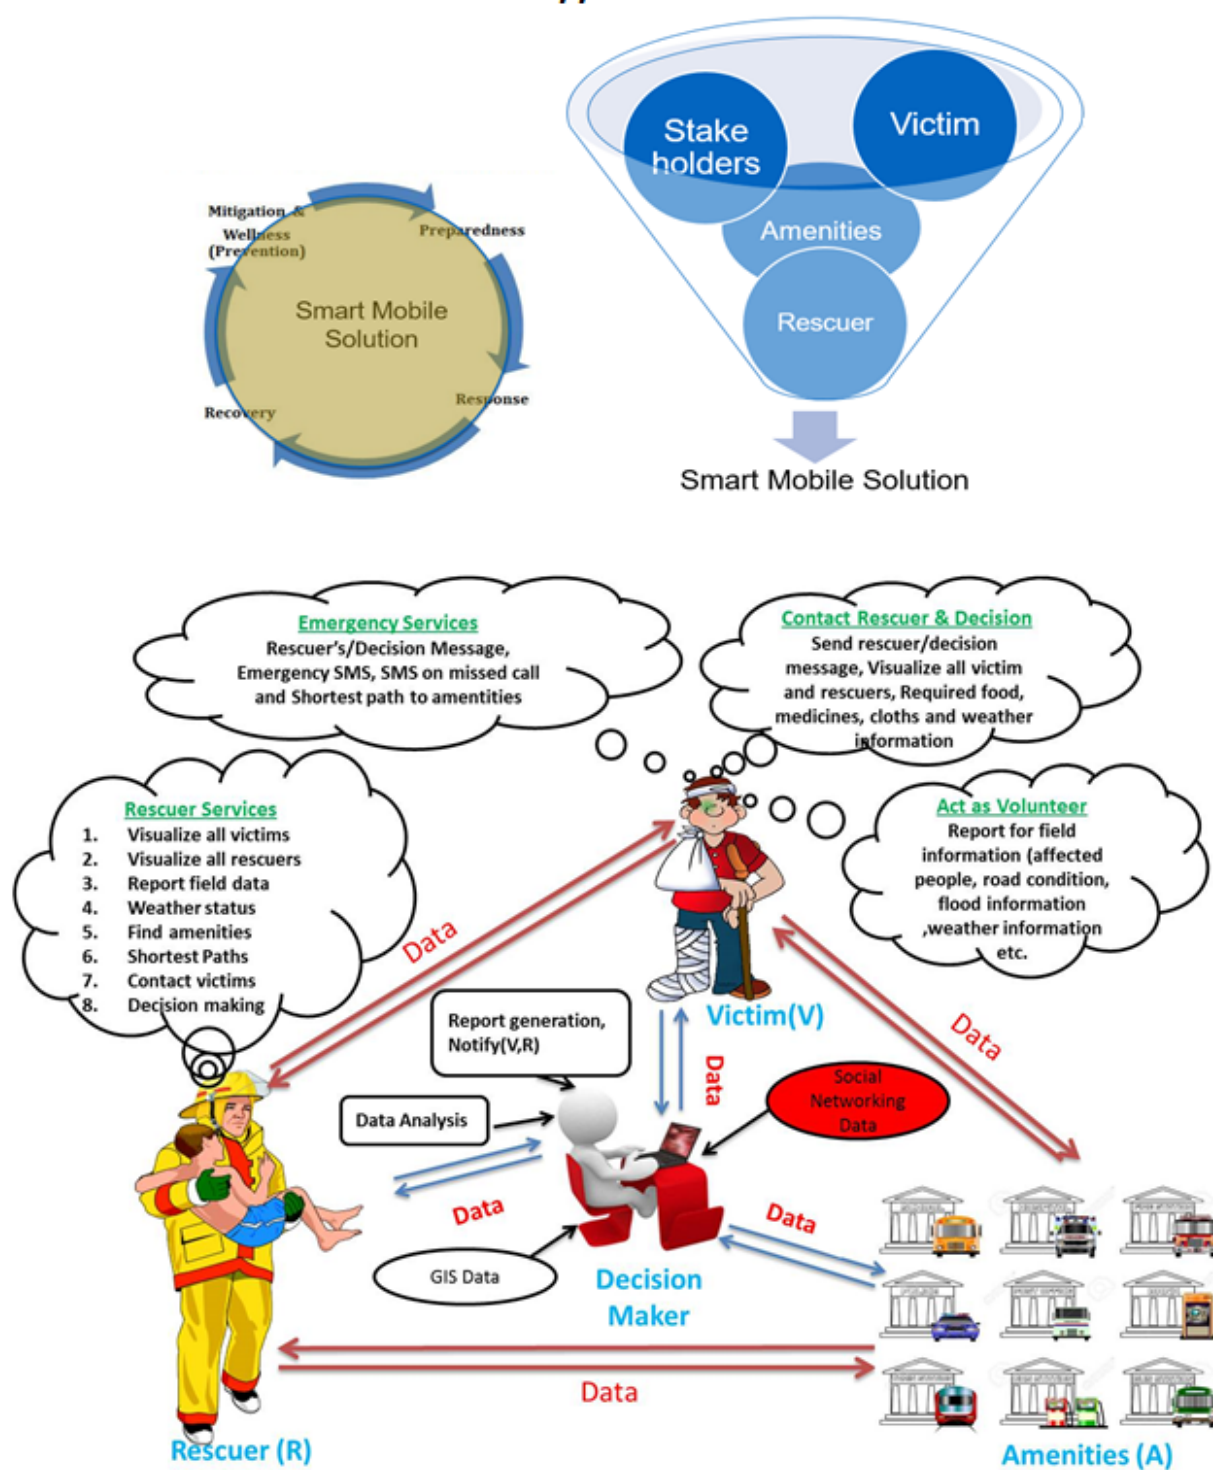 Stake
holders
Victim
Amenities
Rescuer
Smart Mobile Solution
Mitigation &
Wellness
(Prevention)
Preparedness
Smart Mobile
Solution
Recovery
Response
Emergency Services
Rescuer's/Decision Message,
Emergency SMS, SMS on missed call
and Shortest path to amentities
Contact Rescuer & Decision
Send rescuer/decision
message, Visualize all victim
and rescuers, Required food,
medicines, cloths and weather
information
Rescuer Services
1. Visualize all victims
2. Visualize all rescuers
3. Report field data
4. Weather status
5. Find amenities
6. Shortest Paths
7. Contact victims
8. Decision making
Act as Volunteer
Report for field
information (affected
people, road condition,
flood information
,weather information
etc.
Data
Victim(V)
Report generation,
Notify(V,R)
Data
Data
Social
Networking
Data
Data Analysis
Data
Data
GIS Data
Decision
Maker
POLICE
POST OFFICE
Data
Rescuer (R)
Amenities (A)